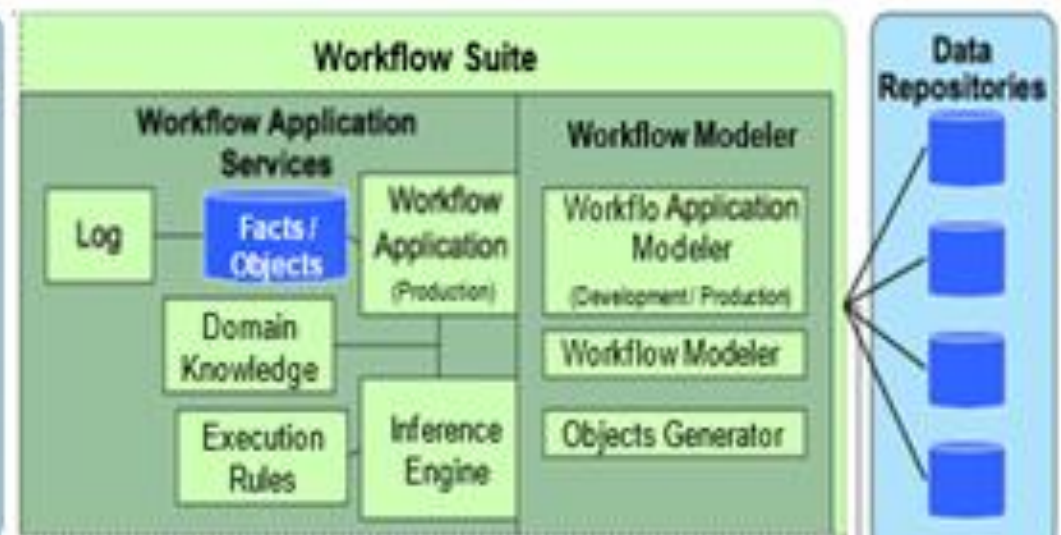 Workflow Suite
Workflow Application
Services
Log
Facts /
Objects
Workflow
Application
(Production)
Domain
Knowledge
Execution
Rules
Inference
Engine
Workflow Modeler
Workflo Application
Modeler
(Development / Production)
Workflow Modeler
Objects Generator
Data
Repositories